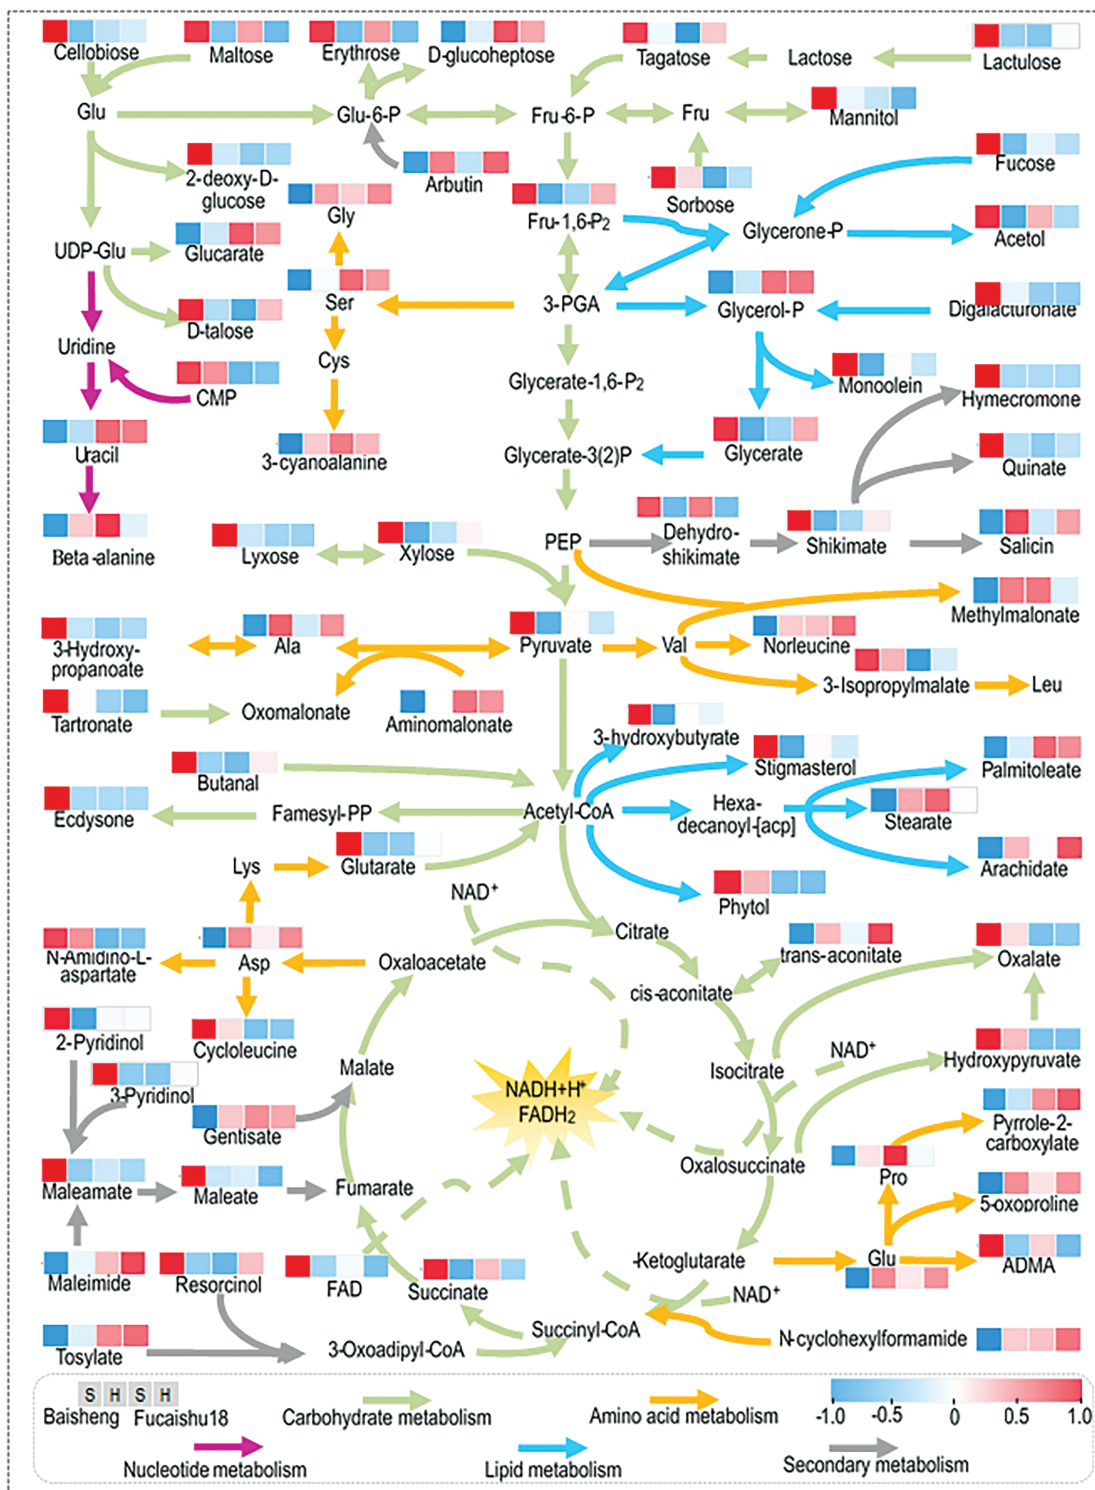 Cellobiose
Maltose
Erythrose
D-glucoheptose
Tagatose
Lactose
Lactulose
Glu
Glu-6-P
Fru-6-P
Fru
Mannitol
2-deoxy-D-
glucose
Arbutin
Sorbose
Fucose
Gly
Fru-1,6-P2
Glycerone-P
Acetol
UDP-Glu
Glucarate
Ser
3-PGA
Glycerol-P
Digalacturonate
D-talose
Uridine
Cys
CMP
Glycerate-1,6-P2
Monoolein
Hymecromone
Uracil
3-cyanoalanine
Glycerate-3(2)P
Glycerate
Quinate
Beta-alanine
Lyxose
Xylose
PEP
Dehydro-
shikimate
Shikimate
Salicin
Methylmalonate
3-Hydroxy-
propanoate
Ala
Pyruvate
Val
Norleucine
3-Isopropylmalate
Leu
Tartronate
Oxomalonate
Aminomalonate
3-hydroxybutyrate
Butanal
Stigmasterol
Palmitoleate
Ecdysone
Famesyl-PP
Acetyl-CoA
Hexa-
decanoyl-[acp]
Stearate
Lys
Glutarate
Arachidate
NAD+
Phytol
Citrate
N-Amidino-L-
aspartate
Asp
Oxaloacetate
trans-aconitate
Oxalate
cis-aconitate
2-Pyridinol
Cycloleucine
Malate
Isocitrate
NAD+
Hydroxypyruvate
3-Pyridinol
NADH+H+
FADH2
Gentisate
Pyrrole-2-
carboxylate
Oxalosuccinate
Pro
Maleamate
Maleate
Fumarate
5-oxoproline
Maleimide
Resorcinol
FAD
Succinate
-Ketoglutarate
Glu
ADMA
NAD+
Tosylate
3-Oxoadipyl-CoA
Succinyl-CoA
N-cyclohexylformamide
S H S H
Baisheng Fucaishu18
Carbohydrate metabolism
Amino acid metabolism
-1.0 -0.5 0 0.5 1.0
Nucleotide metabolism
Lipid metabolism
Secondary metabolism